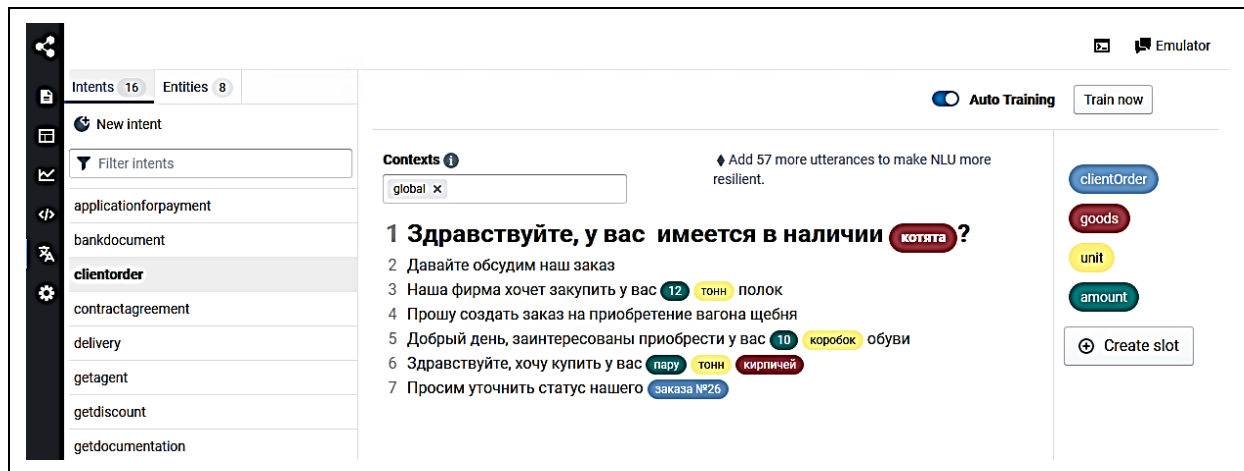 Emulator
Intents 16 Entities 8
Auto Training Train now
New intent
Filter intents
applicationforpayment
bankdocument
clientorder
contractagreement
delivery
getagent
getdiscount
getdocumentation
Contexts
global ×
Add 57 more utterances to make NLU more
resilient.
1 Здравствуйте, у вас имеется в наличии котята ?
2 Давайте обсудим наш заказ
3 Наша фирма хочет закупить у вас 12 тонн полок
4 Прошу создать заказ на приобретение вагона щебня
5 Добрый день, заинтересованы приобрести у вас 10 коробок обуви
6 Здравствуйте, хочу купить у вас пару тонн кирпичей
7 Просим уточнить статус нашего заказа №26
clientOrder
goods
unit
amount
Create slot